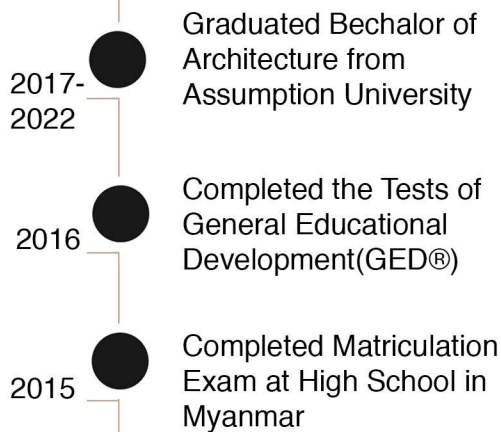 Graduated Bechalor of
Architecture from
Assumption University
2017-
2022
Completed the Tests of
General Educational
Development(GED®)
2016
Completed Matriculation
Exam at High School in
Myanmar
2015